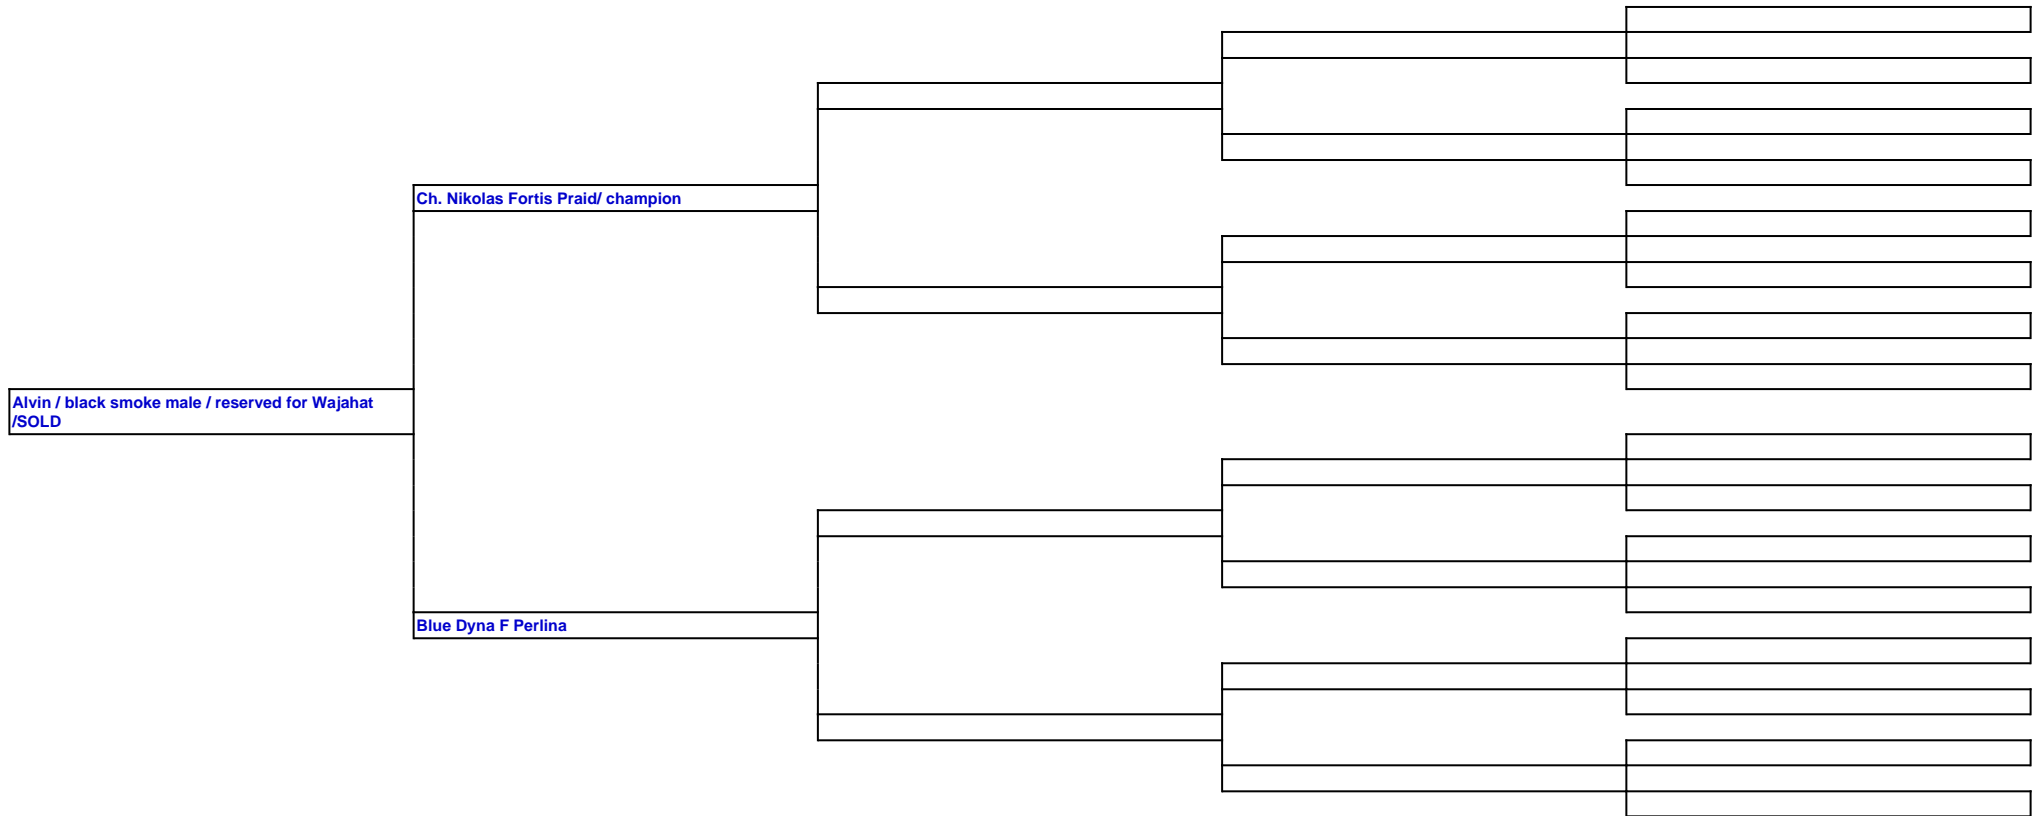 Ch. Nikolas Fortis Praid/ champion
Alvin / black smoke male / reserved for Wajahat
/SOLD
Blue Dyna F Perlina